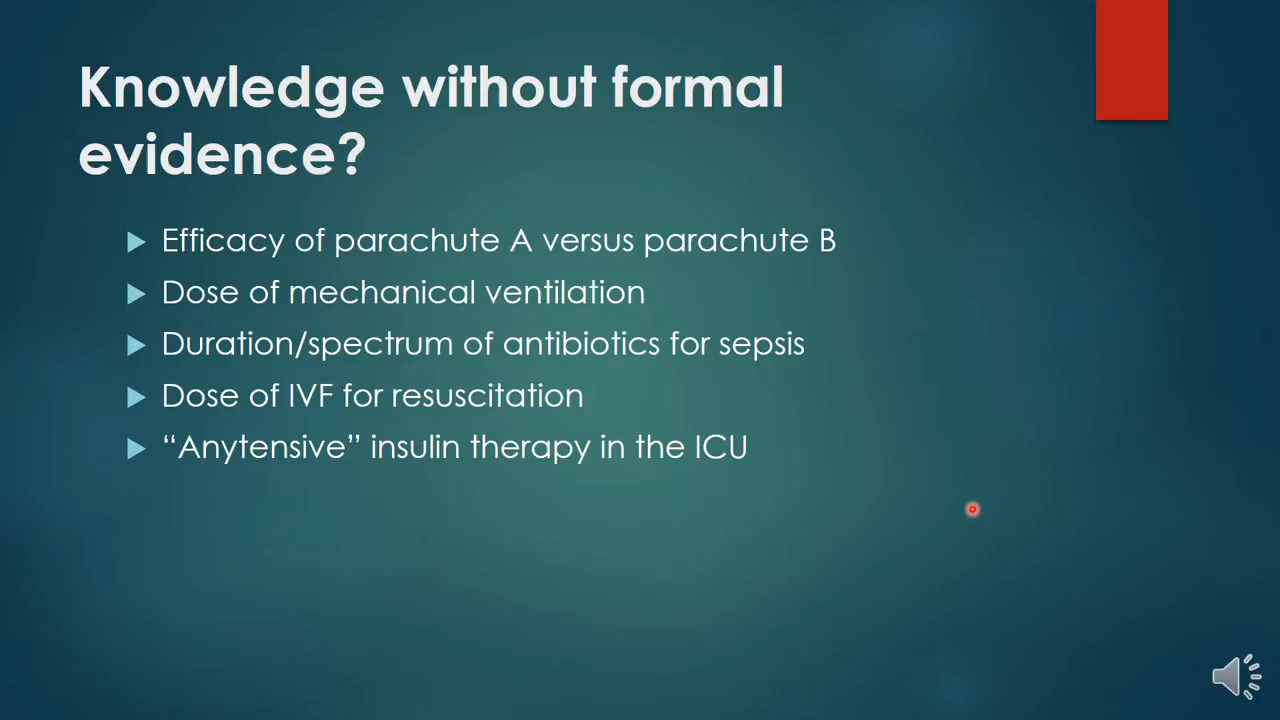 Knowledge without formal
evidence?
Efficacy of parachute A versus parachute B
Dose of mechanical ventilation
Duration/spectrum of antibiotics for sepsis
Dose of IVF for resuscitation
“Anytensive” insulin therapy in the ICU